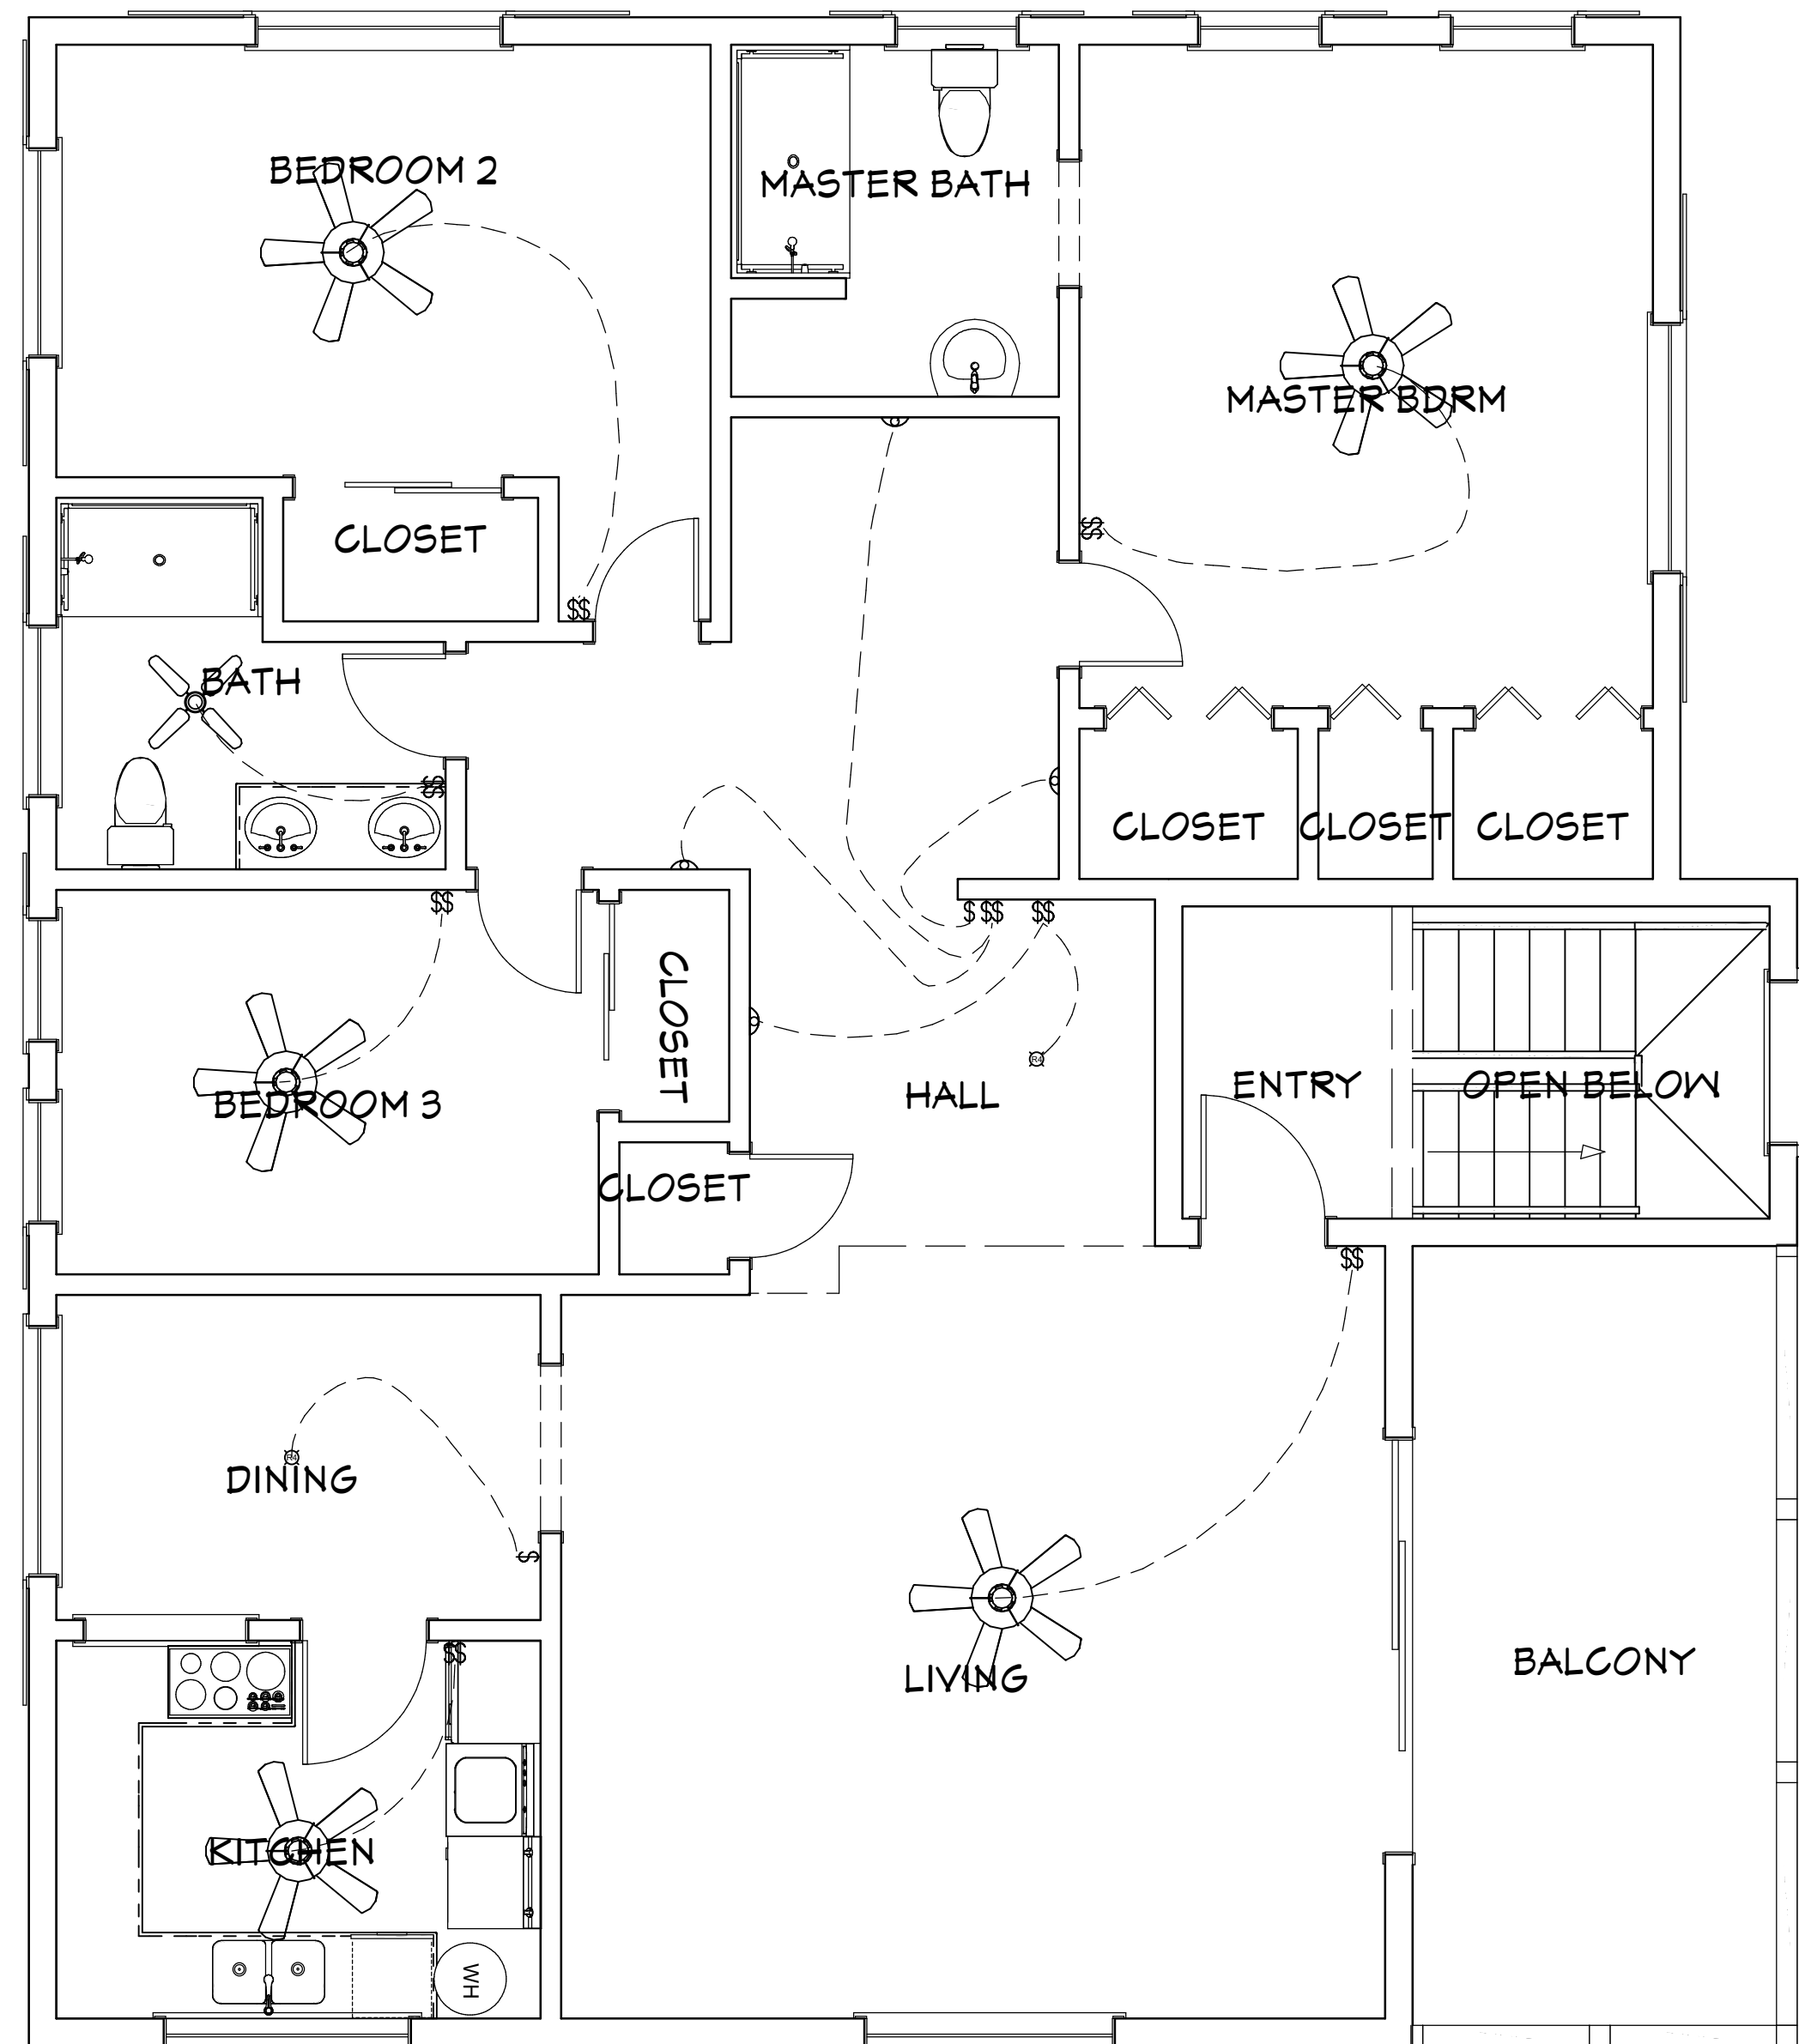 BEDROOM 2
MASTER BATH
MASTER BDRM
$$
CLOSET
$$
BATH
$$
CLOSET
CLOSET
CLOSET
$$
$ $$ $$
CLOSET
R4
HALL
ENTRY
OPEN BELOW
BEDROOM 3
CLOSET
$$
DINING
$
$$
LIVING
BALCONY
KITCHEN
WH